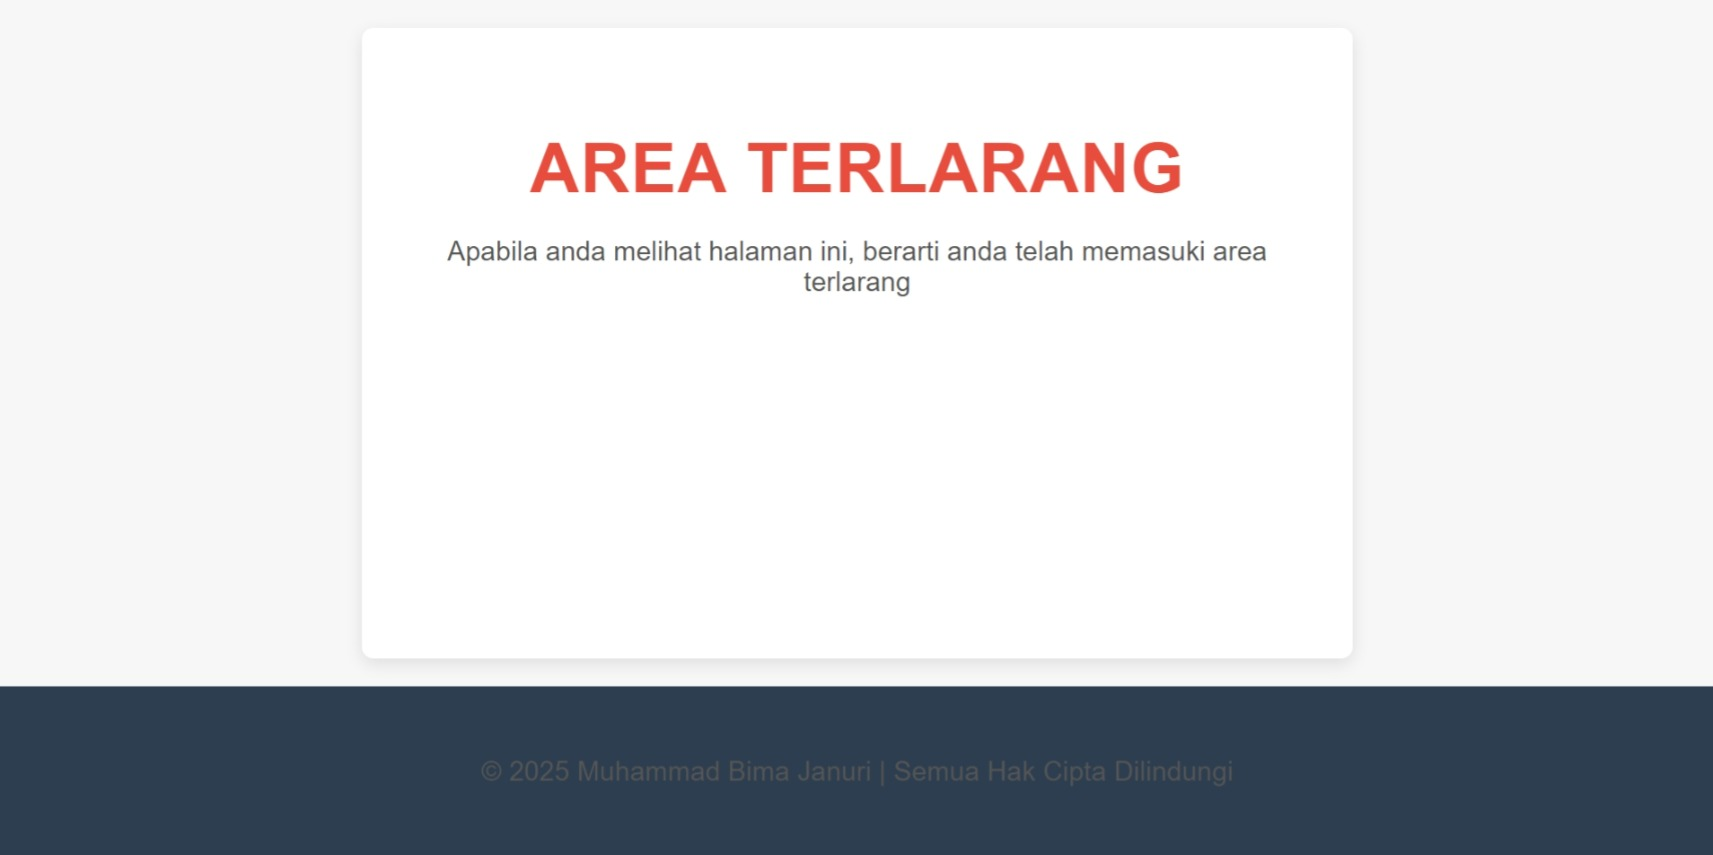 AREA TERLARANG
Apabila anda melihat halaman ini, berarti anda telah memasuki area
terlarang
© 2025 Muhammad Bima Januri | Semua Hak Cipta Dilindungi